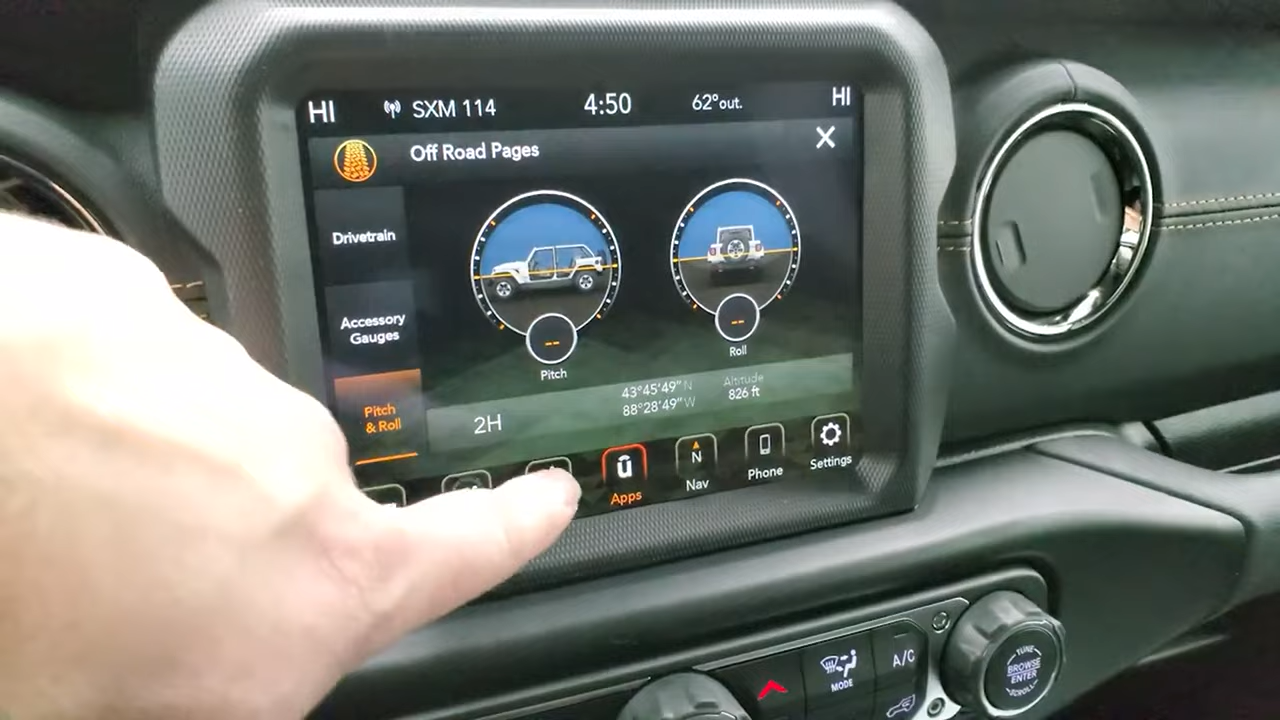 HI
SXM 114
4:50
62°out.
HI
Off Road Pages
X
Drivetrain
Accessory
Gauges
Pitch
& Roll
--
Pitch
--
Roll
2H
43°45'49" N
88°28'49" W
Altitude
826 ft
Apps
N
Nav
Phone
Settings
MODE
A/C
TUNE
BROWSE
ENTER
SCROLL